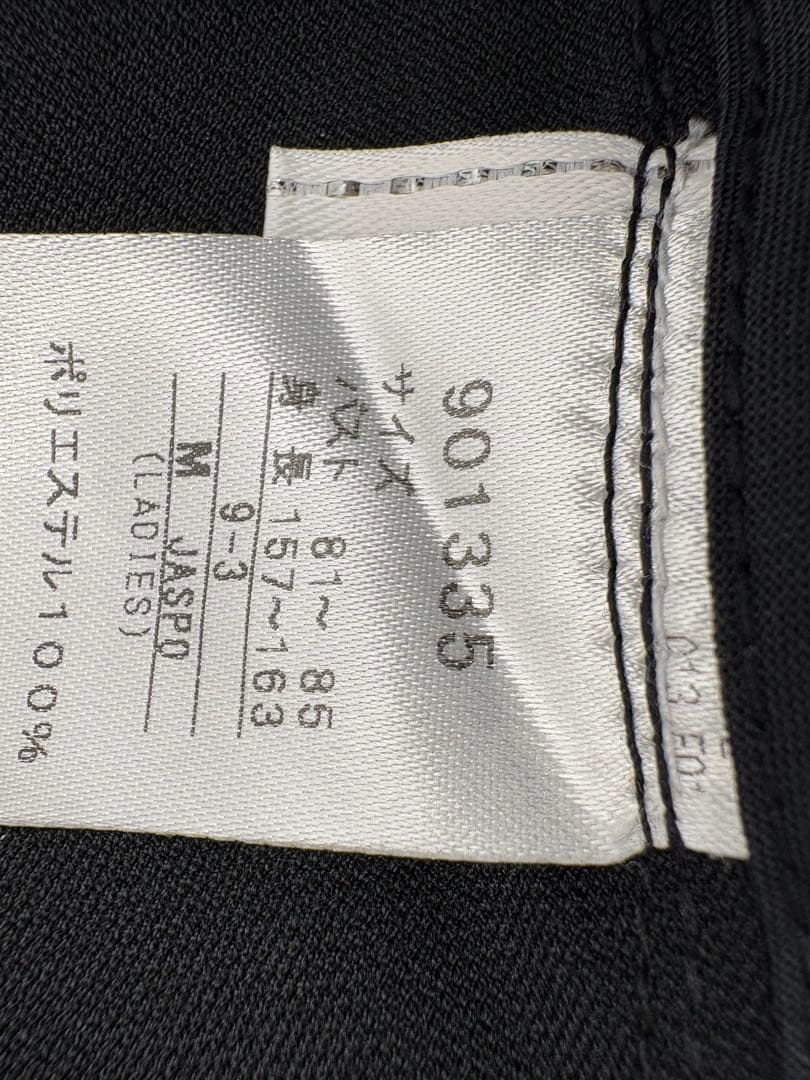 901335
サイズ
バスト 81~ 85
身 長 157~163
9-3
M JASPO
(LADIES)
ポリエステル100%